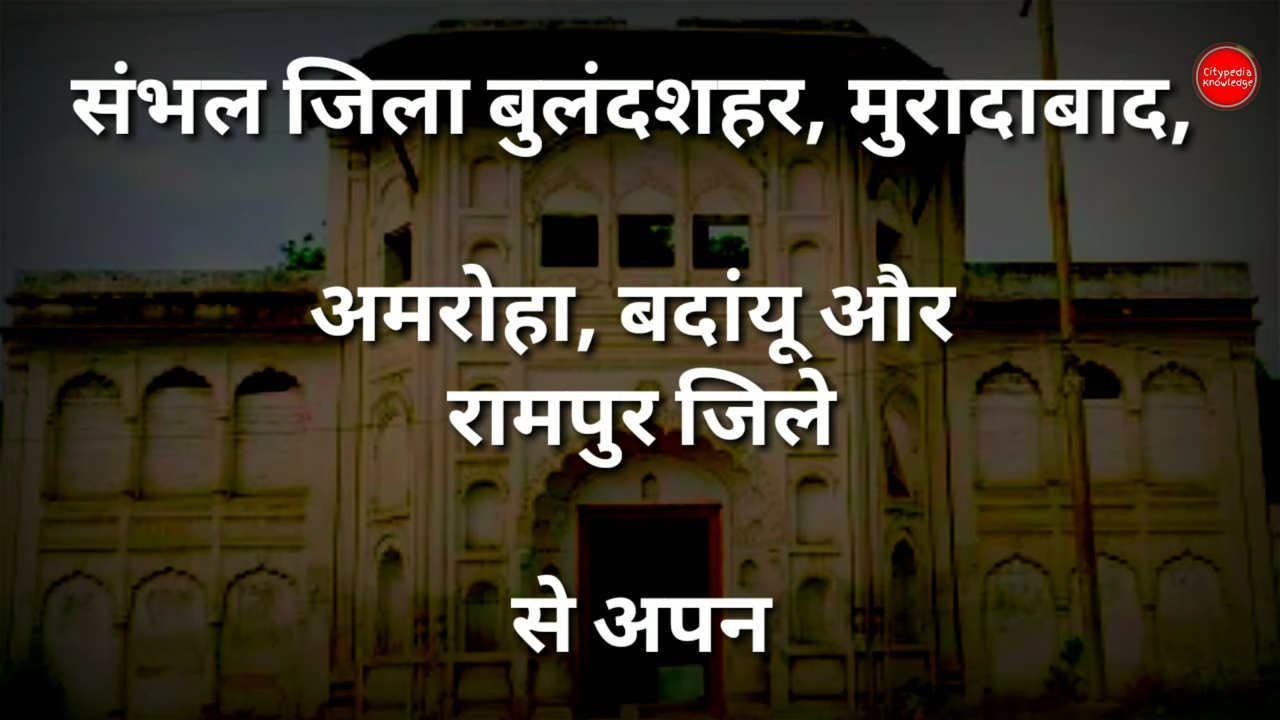 संभल जिला बुलंदशहर, मुरादाबाद,
Citypedia
Knowledge
अमरोहा, बदांयू और
रामपुर जिले
से अपन